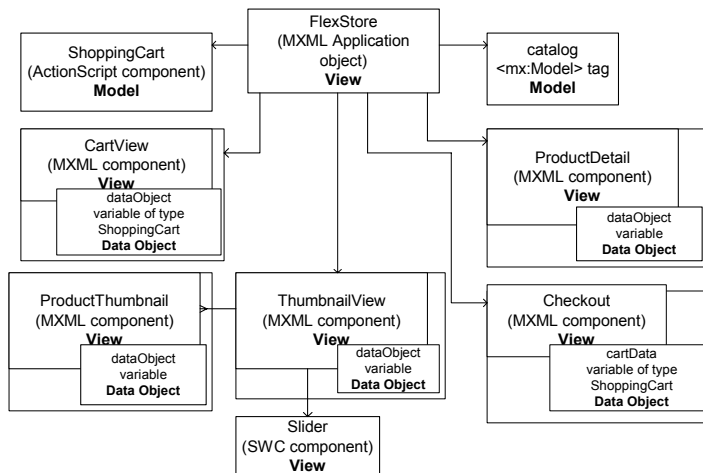 FlexStore
(MXML Application
object)
View
ShoppingCart
(ActionScript component)
Model
catalog
<mx:Model> tag
Model
CartView
(MXML component)
View
dataObject
variable of type
ShoppingCart
Data Object
ProductDetail
(MXML component)
View
dataObject
variable
Data Object
ProductThumbnail
(MXML component)
View
dataObject
variable
Data Object
ThumbnailView
(MXML component)
View
dataObject
variable
Data Object
Checkout
(MXML component)
View
cartData
variable of type
ShoppingCart
Data Object
Slider
(SWC component)
View